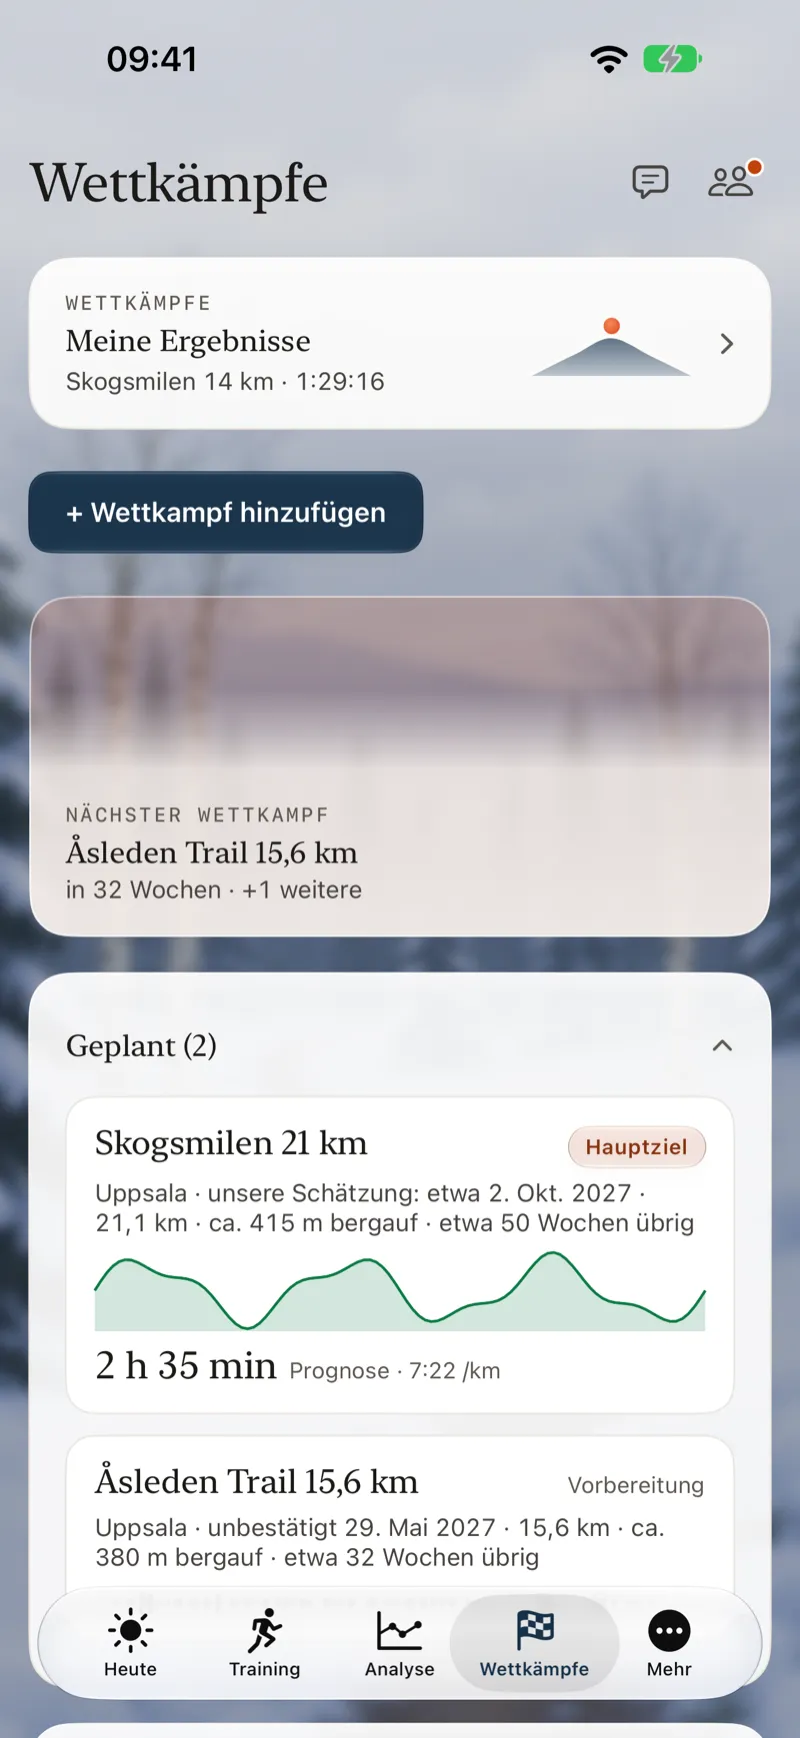 09:41
Wettkämpfe
WETTKÄMPFE
Meine Ergebnisse
Skogsmilen 14 km · 1:29:16
+ Wettkampf hinzufügen
NÄCHSTER WETTKAMPF
Åsleden Trail 15,6 km
in 32 Wochen · +1 weitere
Geplant (2)
Skogsmilen 21 km
Hauptziel
Uppsala · unsere Schätzung: etwa 2. Okt. 2027 ·
21,1 km · ca. 415 m bergauf · etwa 50 Wochen übrig
2 h 35 min Prognose · 7:22 /km
Åsleden Trail 15,6 km
Vorbereitung
Uppsala · unbestätigt 29. Mai 2027 · 15,6 km · ca.
380 m bergauf · etwa 32 Wochen übrig
Heute
Training
Analyse
Wettkämpfe
Mehr